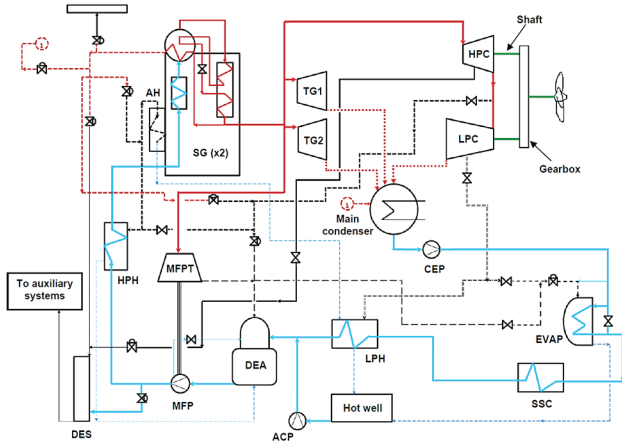 Shaft
HPC
AH
TG1
SG (x2)
TG2
LPC
Gearbox
1
1
Main
condenser
CEP
HPH
MFPT
To auxiliary
systems
EVAP
DEA
LPH
SSC
MFP
Hot well
DES
ACP